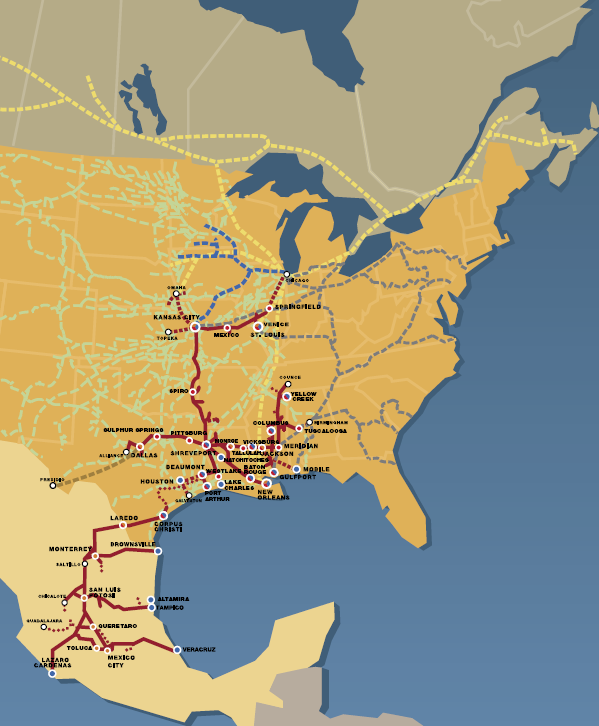 CHICAGO
OMAHA
SPRINGFIELD
KANSAS CITY
VENICE
TOPEKA
MEXICO
ST. LOUIS
COUNCE
SPIRO
YELLOW
CREEK
COLUMBUS
BIRMINGHAM
SULPHUR SPRINGS
PITTSBURG
TUSCALOOSA
MONROE
VICKSBURG
MERIDIAN
ALLIANCE
DALLAS
SHREVEPORT
TALLULAH
JACKSON
NATCHITOCHES
BEAUMONT
WESTLAKE
BATON
ROUGE
MOBILE
PRESIDIO
HOUSTON
LAKE
CHARLES
GULFPORT
GALVESTON
PORT
ARTHUR
NEW
ORLEANS
LAREDO
CORPUS
CHRISTI
MONTERREY
BROWNSVILLE
SALTILLO
CHICALOTE
SAN LUIS
POTOSI
ALTAMIRA
TAMPICO
GUADALAJARA
QUERETARO
TOLUCA
MEXICO
CITY
VERACRUZ
LAZARO
CARDENAS